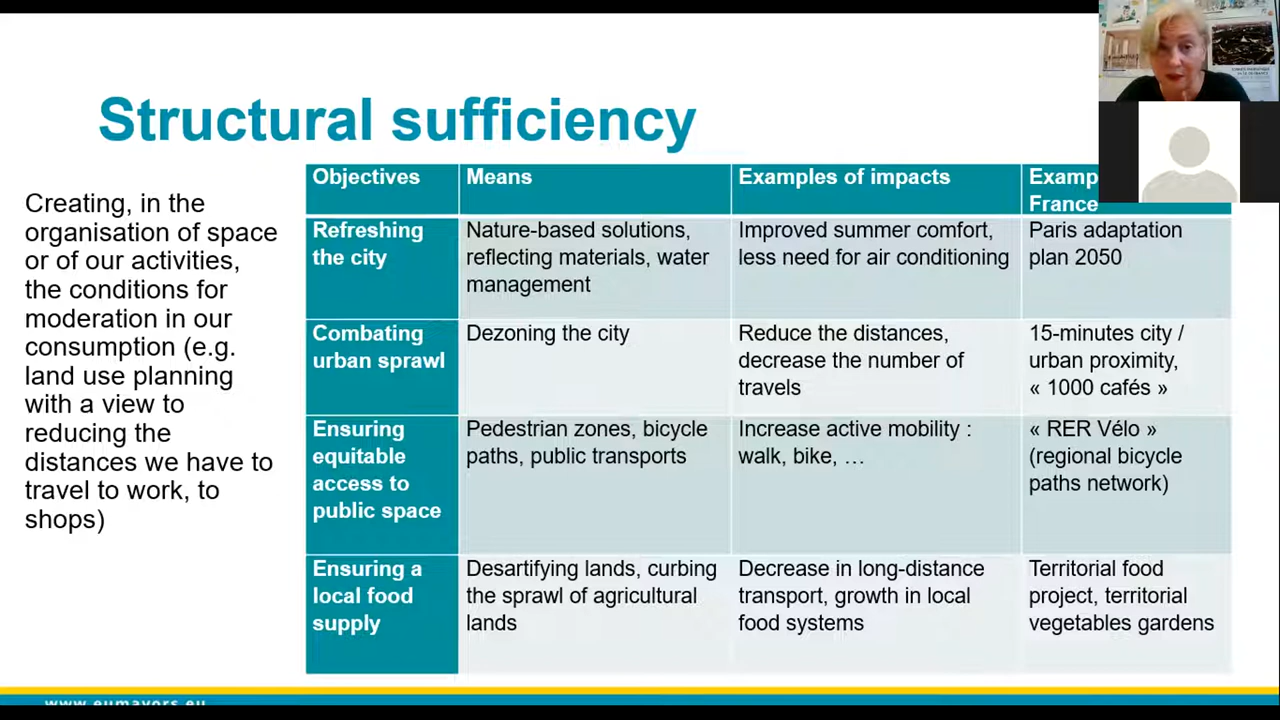 Structural sufficiency
Creating, in the
organisation of space
or of our activities,
the conditions for
moderation in our
consumption (e.g.
land use planning
with a view to
reducing the
distances we have to
travel to work, to
shops)
Objectives
Means
Examples of impacts
France
Refreshing
the city
Nature-based solutions,
reflecting materials, water
management
Improved summer comfort,
less need for air conditioning
Paris adaptation
plan 2050
Combating
urban sprawl
Dezoning the city
Reduce the distances,
decrease the number of
travels
15-minutes city /
urban proximity,
« 1000 cafés »
Ensuring
equitable
access to
public space
Pedestrian zones, bicycle
paths, public transports
Increase active mobility :
walk, bike, …
« RER Vélo »
(regional bicycle
paths network)
Ensuring a
local food
supply
Desartifying lands, curbing
the sprawl of agricultural
lands
Decrease in long-distance
transport, growth in local
food systems
Territorial food
project, territorial
vegetables gardens
www.eumayors.eu